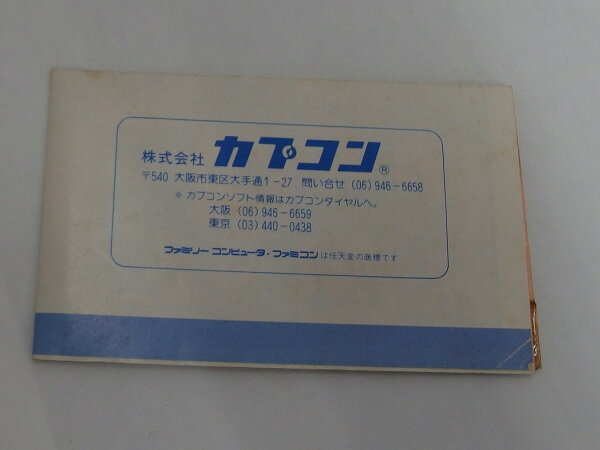 株式会社 カプコン®
〒540 大阪市東区大手通1-27 問い合せ (06)946-6658
※ カプコンソフト情報はカプコンダイヤルへ。
大阪 (06)946-6659
東京 (03)440-0438
ファミリーコンピュータ・ファミコンは任天堂の商標です